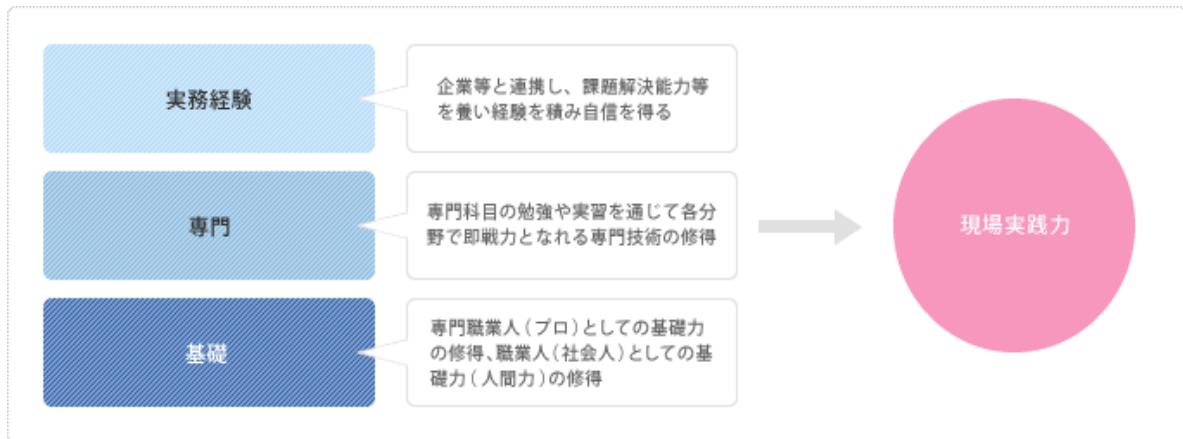 実務経験
企業等と連携し、課題解決能力等
を養い経験を積み自信を得る
専門
専門科目の勉強や実習を通じて各分
野で即戦力となれる専門技術の修得
基礎
専門職業人(プロ)としての基礎力
の修得、職業人(社会人)としての基
礎力(人間力)の修得
現場実践力